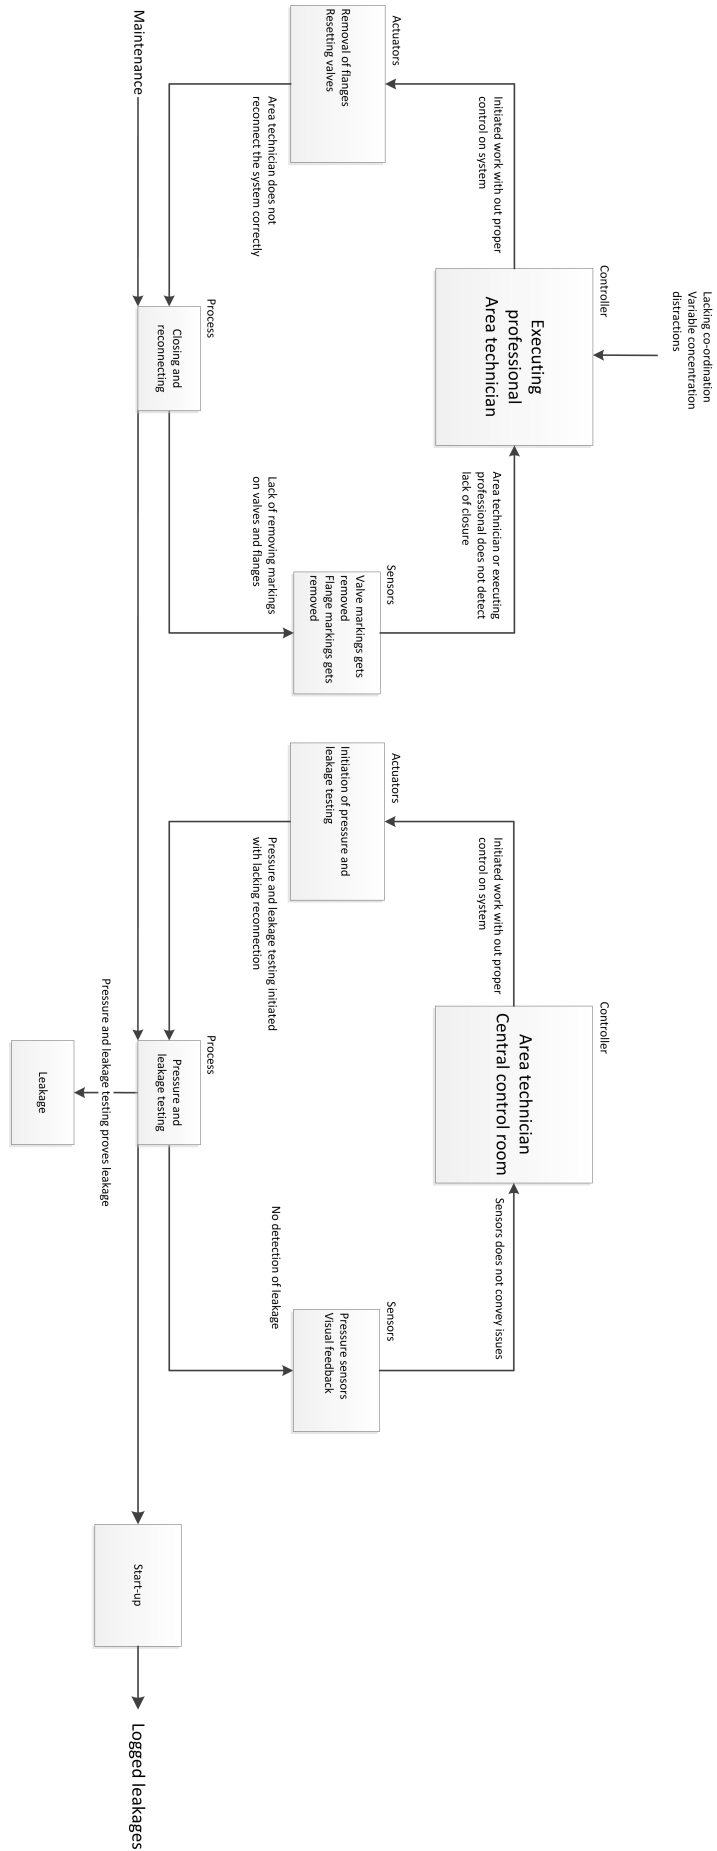 Lacking co-ordination
Variable concentration
distractions
Controller
Executing
professional
Area technician
Initiated work with out proper
control on system
Area technician or executing
professional does not detect
lack of closure
Actuators
Removal of flanges
Resetting valves
Sensors
Valve markings gets
removed
Flange markings gets
removed
Area technician does not
reconnect the system correctly
Lack of removing markings
on valves and flanges
Process
Closing and
reconnecting
Maintenance
Controller
Area technician
Central control room
Initiated work with out proper
control on system
Sensors does not convey issues
Actuators
Initiation of pressure and
leakage testing
Sensors
Pressure sensors
Visual feedback
Pressure and leakage testing initiated
with lacking reconnection
No detection of leakage
Process
Pressure and
leakage testing
Pressure and leakage testing proves leakage
Leakage
Start-up
Logged leakages